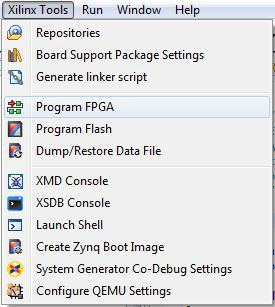 Xilinx Tools Run Window Help
Repositories
Board Support Package Settings
Generate linker script
Program FPGA
Program Flash
Dump/Restore Data File
XMD Console
XSDB Console
Launch Shell
Create Zynq Boot Image
System Generator Co-Debug Settings
Configure QEMU Settings